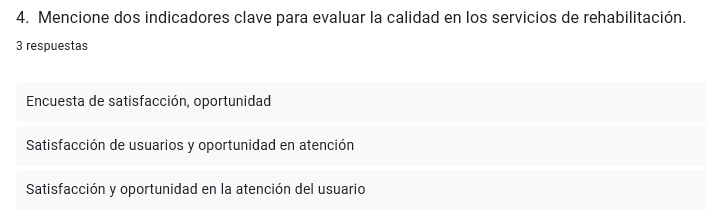 4. Mencione dos indicadores clave para evaluar la calidad en los servicios de rehabilitación.
3 respuestas
Encuesta de satisfacción, oportunidad
Satisfacción de usuarios y oportunidad en atención
Satisfacción y oportunidad en la atención del usuario